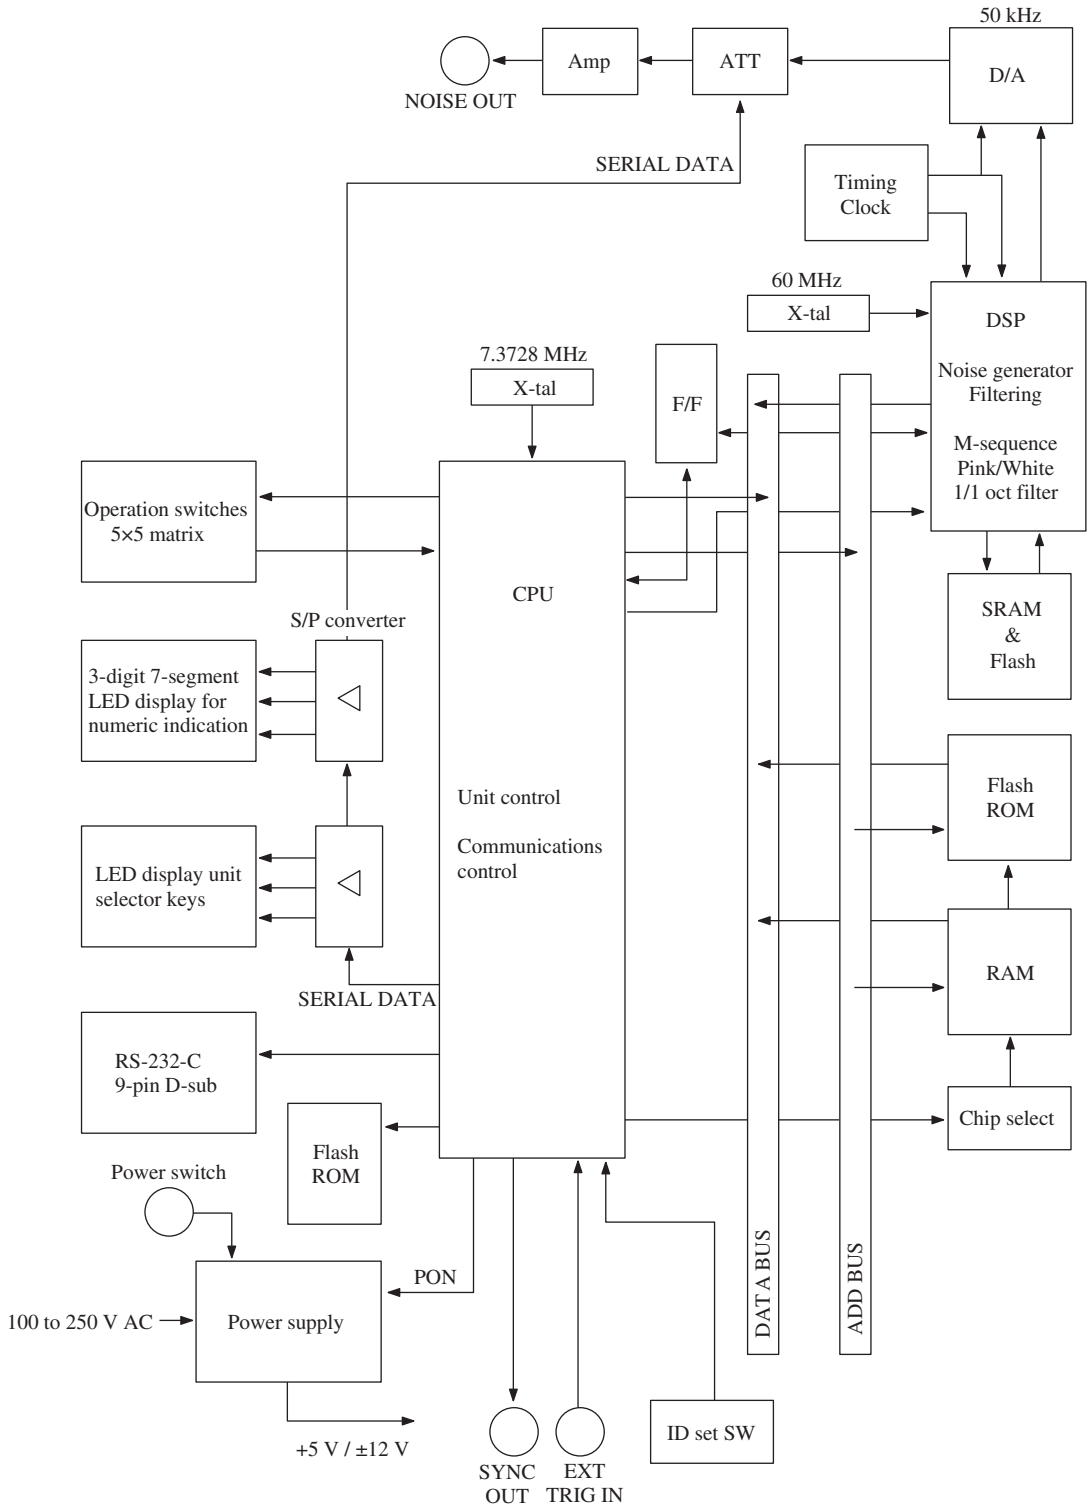 50 kHz
Amp
ATT
D/A
NOISE OUT
SERIAL DATA
Timing
Clock
60 MHz
X-tal
DSP
Noise generator
Filtering
M-sequence
Pink/White
1/1 oct filter
7.3728 MHz
X-tal
F/F
Operation switches
5×5 matrix
CPU
Unit control
Communications
control
SRAM
&
Flash
S/P converter
3-digit 7-segment
LED display for
numeric indication
Flash
ROM
LED display unit
selector keys
RAM
SERIAL DATA
RS-232-C
9-pin D-sub
Chip select
Flash
ROM
Power switch
DATA BUS
ADD BUS
PON
100 to 250 V AC
Power supply
+5 V / ±12 V
SYNC
OUT
EXT
TRIG IN
ID set SW